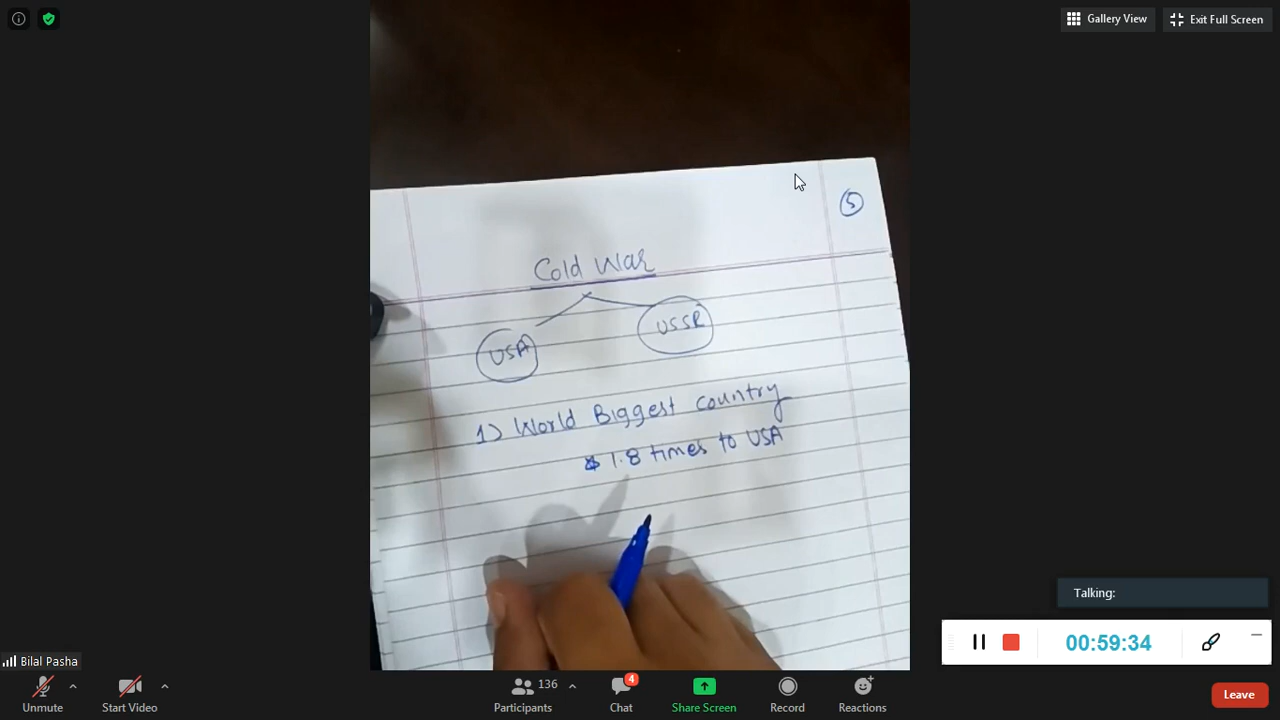 Gallery View
Exit Full Screen
5
Cold War
USA
USSR
1) World Biggest country
1.8 times to USA
Talking:
00:59:34
Bilal Pasha
Unmute
Start Video
136
Participants
4
Chat
Share Screen
Record
Reactions
Leave